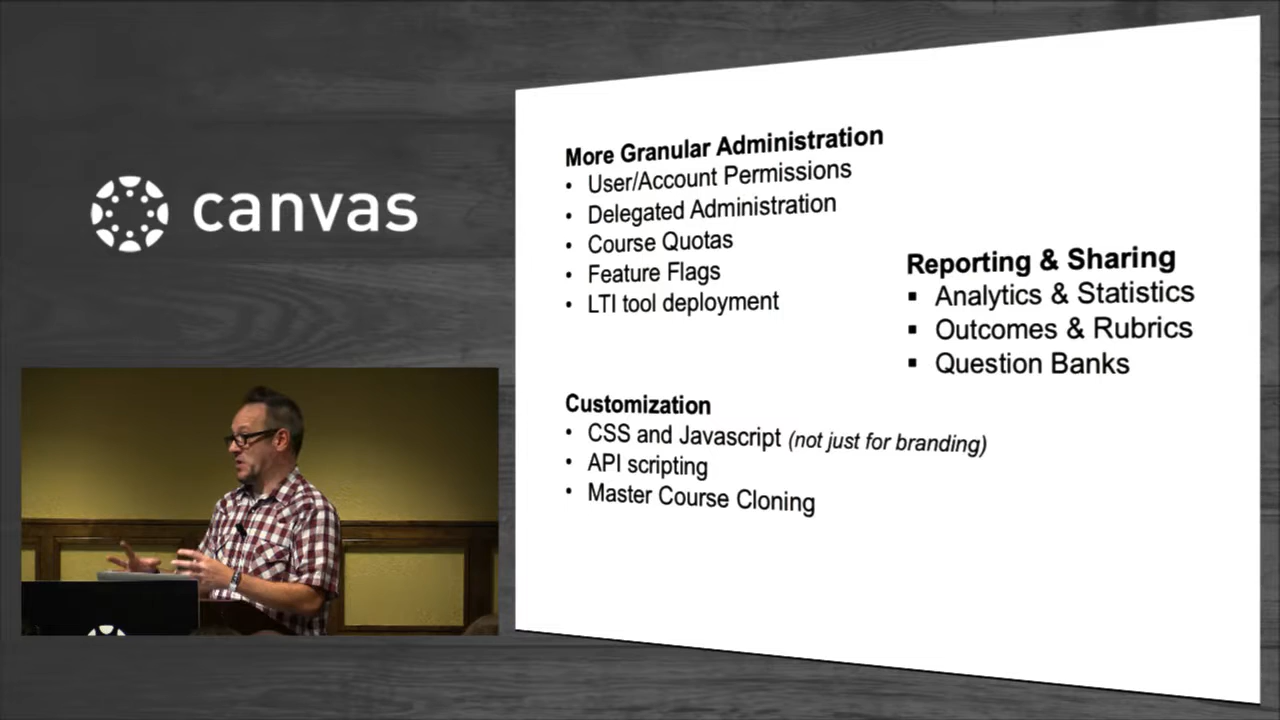 canvas
More Granular Administration
• User/Account Permissions
• Delegated Administration
• Course Quotas
• Feature Flags
• LTI tool deployment
Reporting & Sharing
▪ Analytics & Statistics
▪ Outcomes & Rubrics
▪ Question Banks
Customization
• CSS and Javascript (not just for branding)
• API scripting
• Master Course Cloning